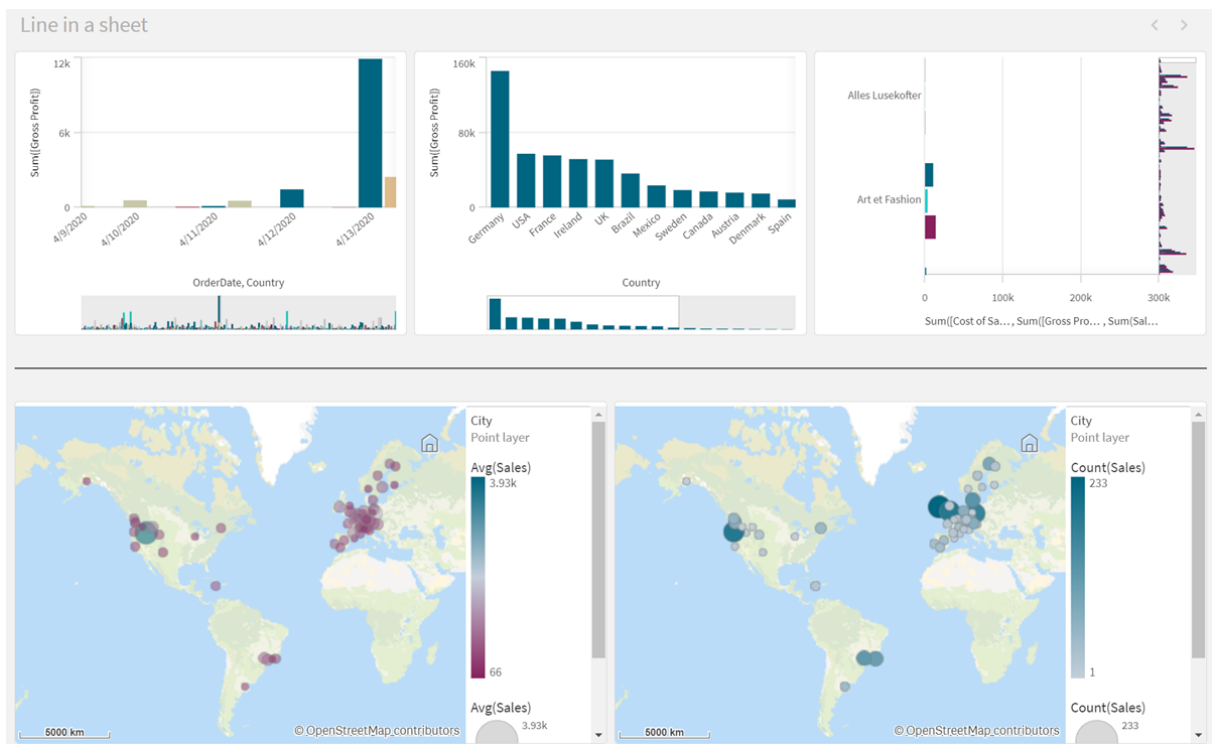 Line in a sheet
Sum([Gross Profit])
12k
6k
0
4/9/2020
4/10/2020
4/11/2020
4/12/2020
4/13/2020
OrderDate, Country
Sum([Gross Profit])
160k
80k
0
Germany
USA
France
Ireland
UK
Brazil
Mexico
Sweden
Canada
Austria
Denmark
Spain
Country
Alles Lusekofter
Art et Fashion
0
100k
200k
300k
Sum([Cost of Sa... , Sum([Gross Pro... , Sum(Sal...
5000 km
© OpenStreetMap contributors
City
Point layer
Avg(Sales)
3.93k
66
Avg(Sales)
3.93k
5000 km
© OpenStreetMap contributors
City
Point layer
Count(Sales)
233
1
Count(Sales)
233